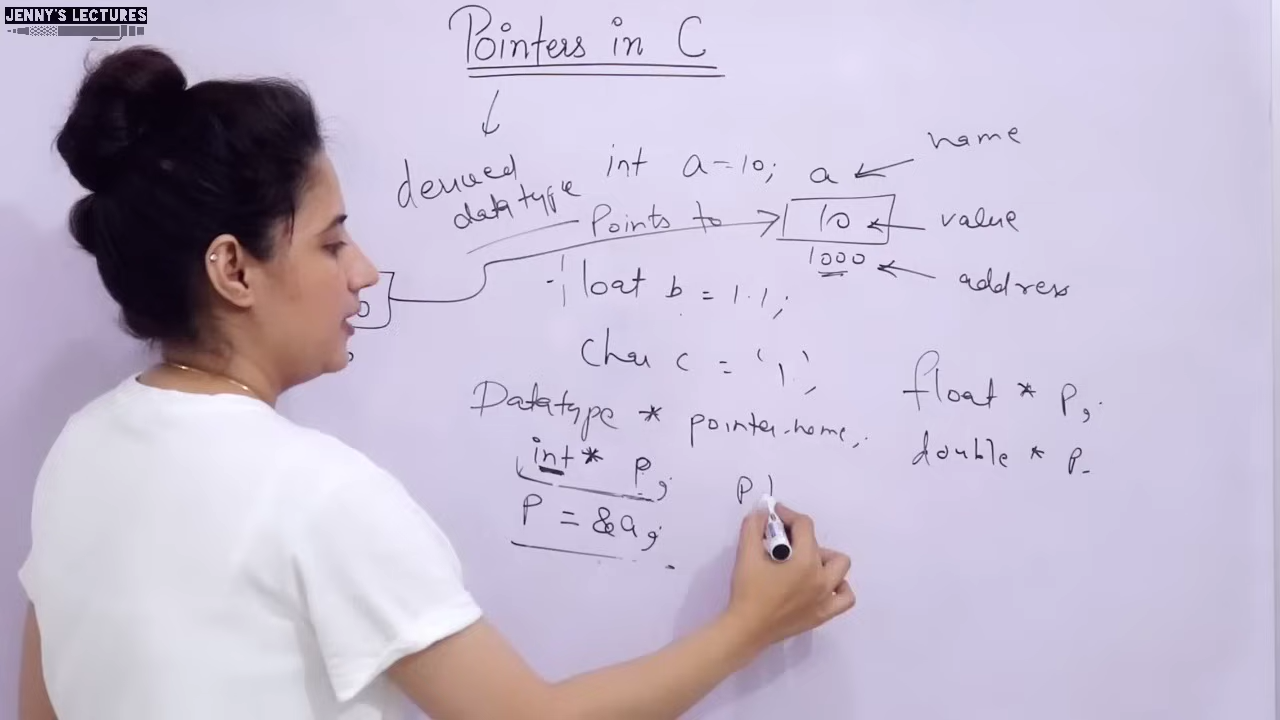 JENNY'S LECTURES
Pointers in C
derived
datatype
int a=10; a
name
Points to
10
value
1000
address
float b = 1.1;
char c = '1',
Datatype * pointer-name;
float * p;
int* p;
double * p
P = &a;
P